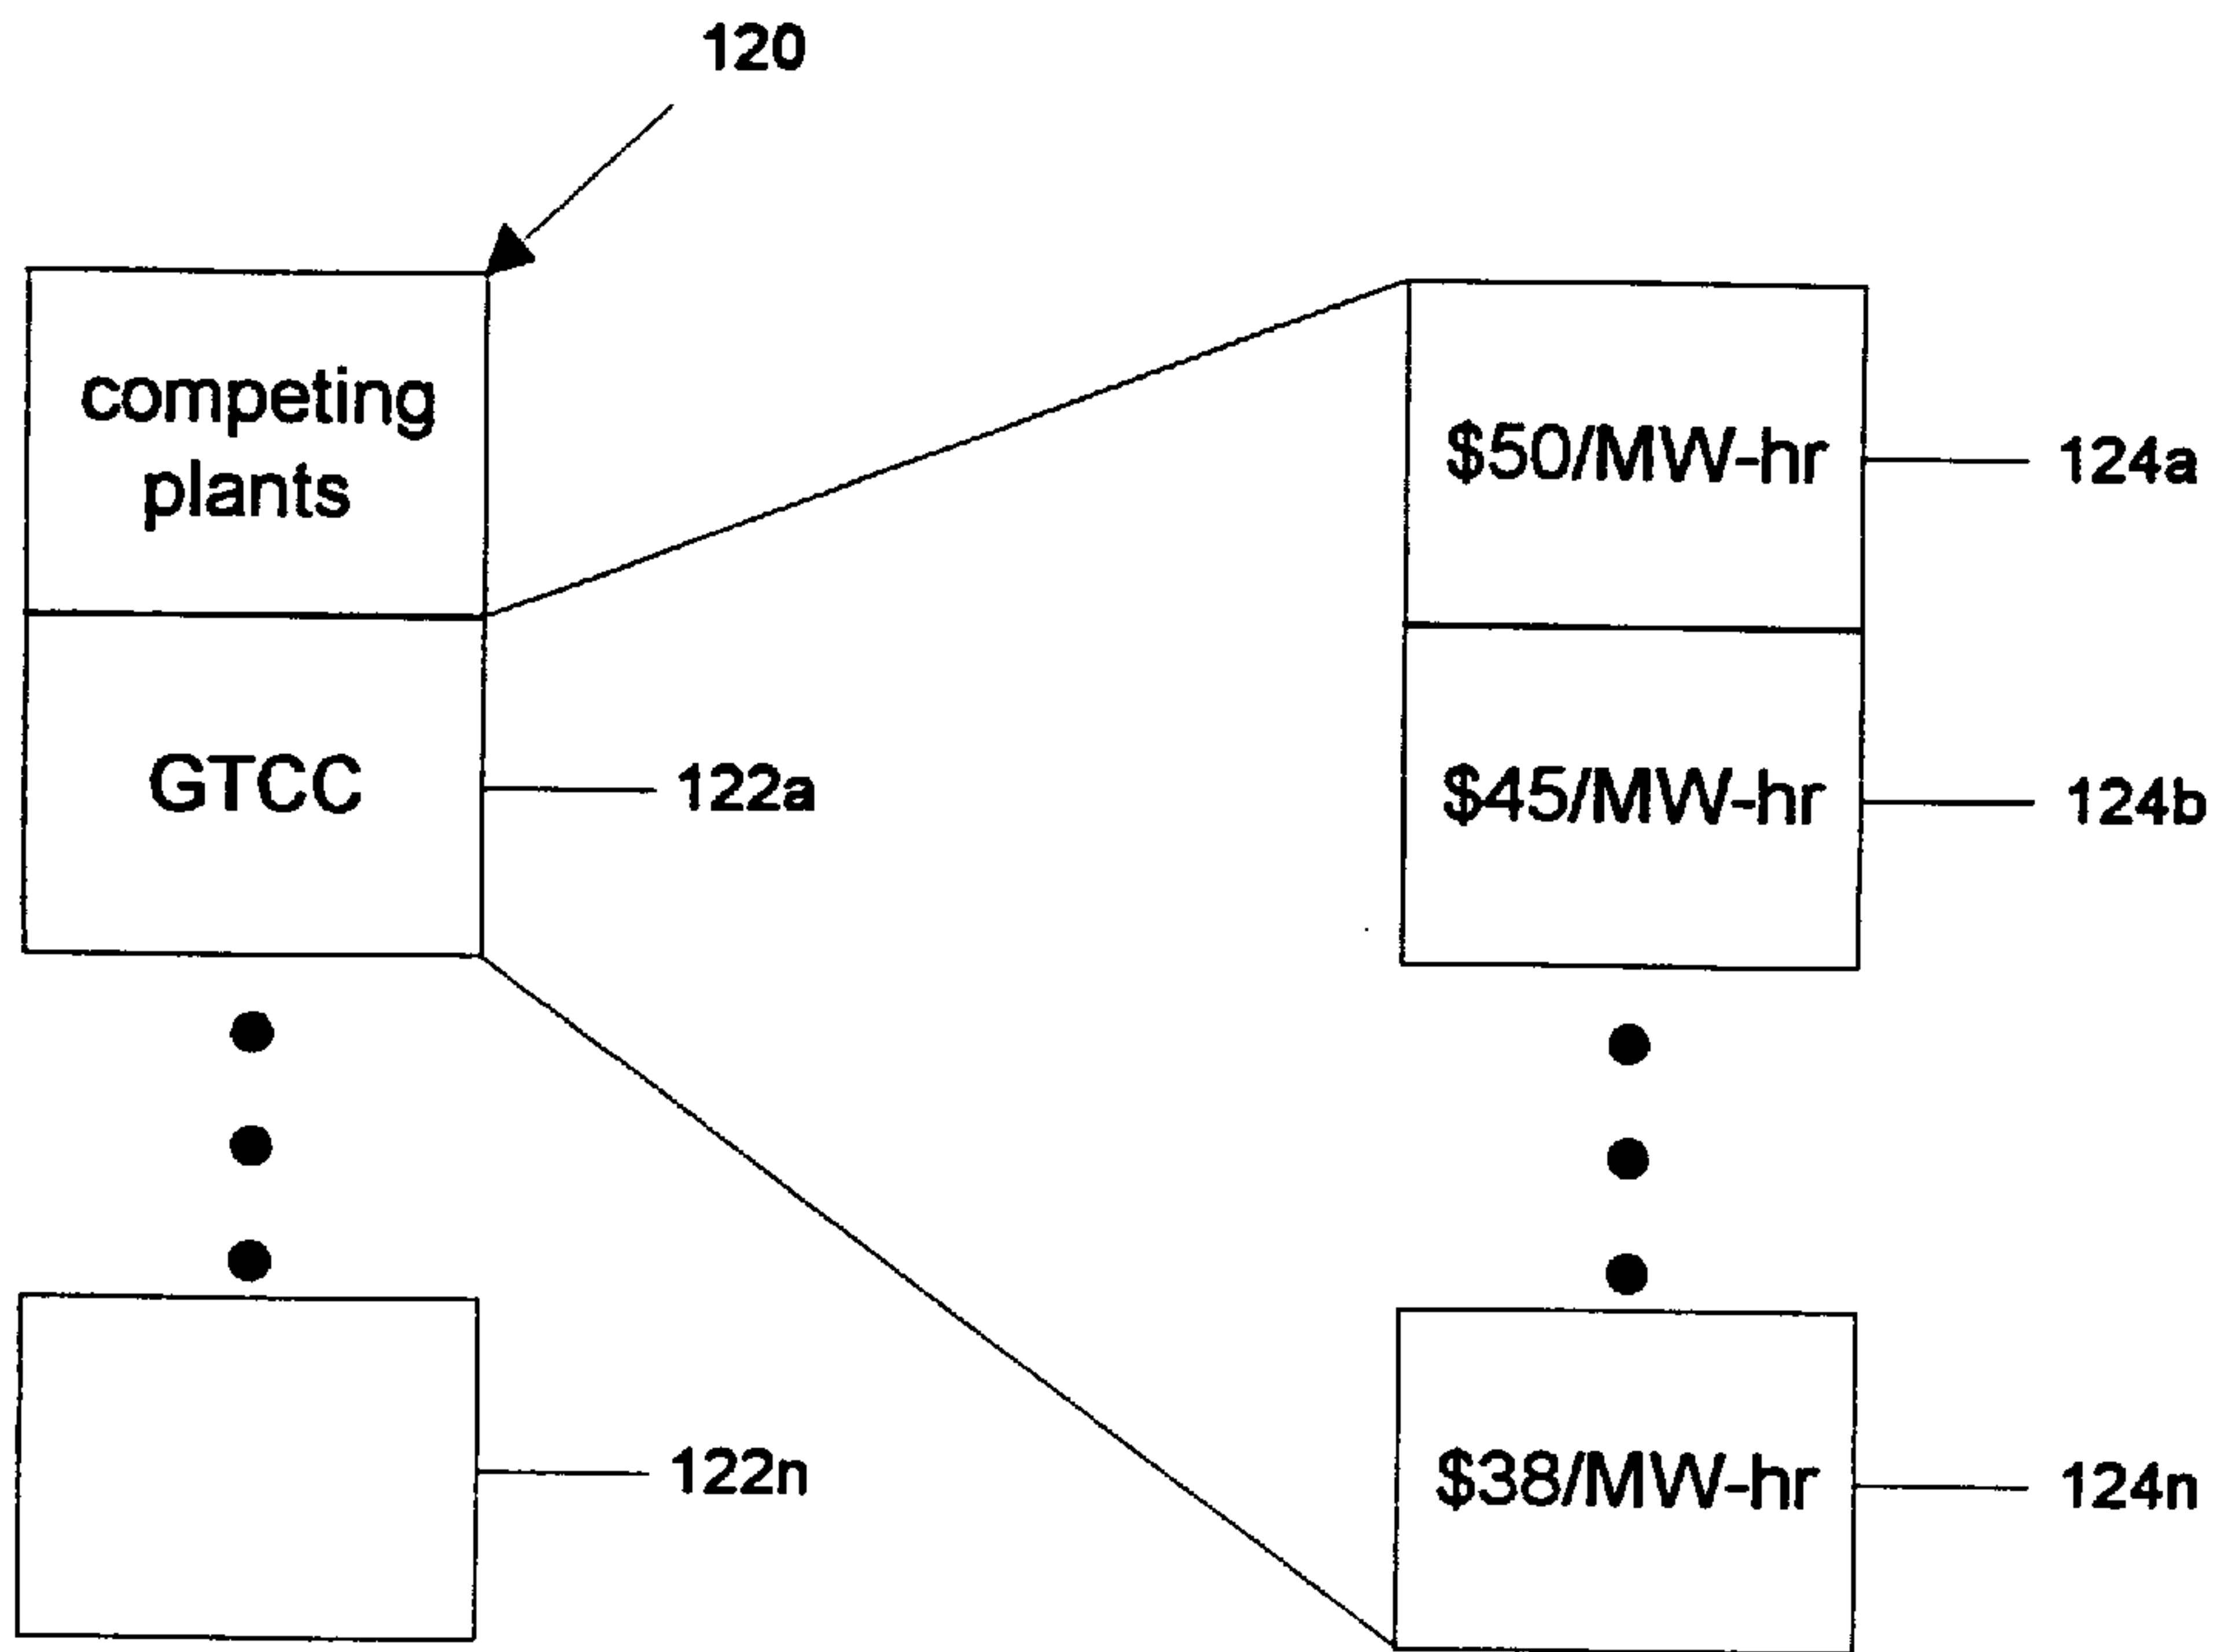 120
competing
plants
$50/MW-hr
124a
GTCC
122a
$45/MW-hr
124b
122n
$38/MW-hr
124n